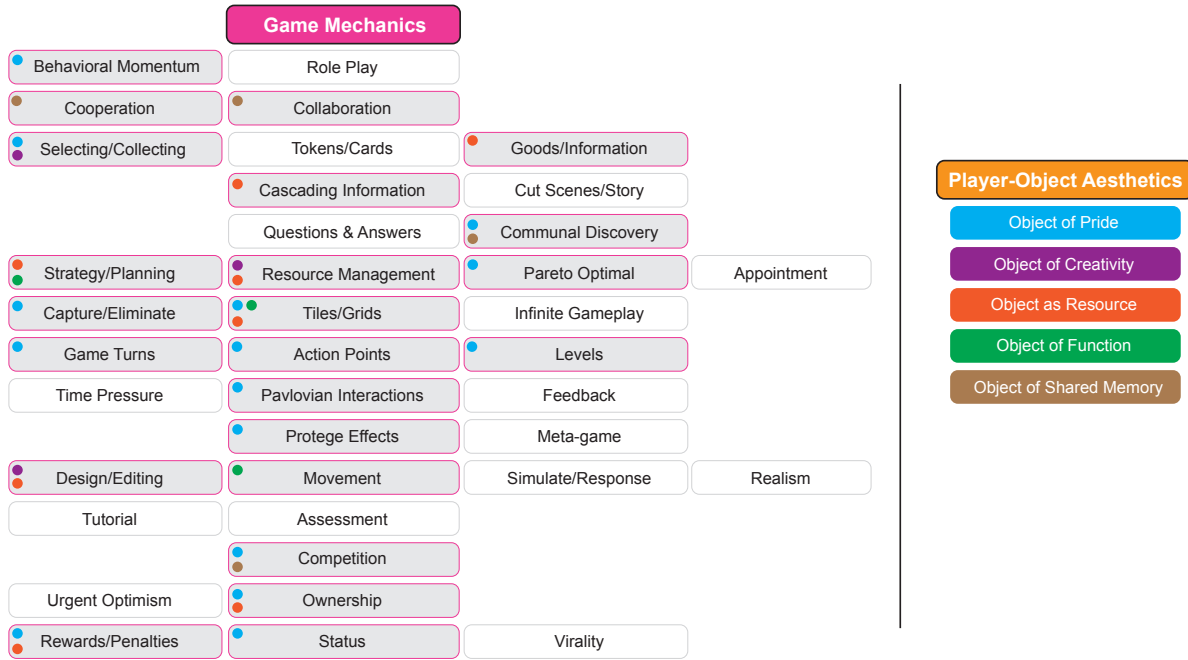 Game Mechanics
Behavioral Momentum
Role Play
Cooperation
Collaboration
Selecting/Collecting
Tokens/Cards
Goods/Information
Cascading Information
Cut Scenes/Story
Questions & Answers
Communal Discovery
Strategy/Planning
Resource Management
Pareto Optimal
Appointment
Capture/Eliminate
Tiles/Grids
Infinite Gameplay
Game Turns
Action Points
Levels
Time Pressure
Pavlovian Interactions
Feedback
Protege Effects
Meta-game
Design/Editing
Movement
Simulate/Response
Realism
Tutorial
Assessment
Competition
Urgent Optimism
Ownership
Rewards/Penalties
Status
Virality
Player-Object Aesthetics
Object of Pride
Object of Creativity
Object as Resource
Object of Function
Object of Shared Memory